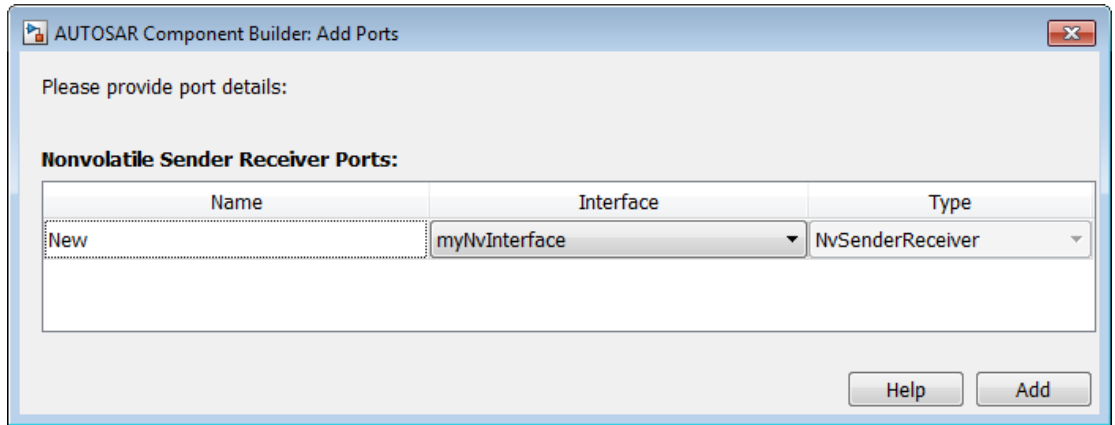 AUTOSAR Component Builder: Add Ports
Please provide port details:
Nonvolatile Sender Receiver Ports:
Name Interface Type
New myNvInterface NvSenderReceiver
Help Add